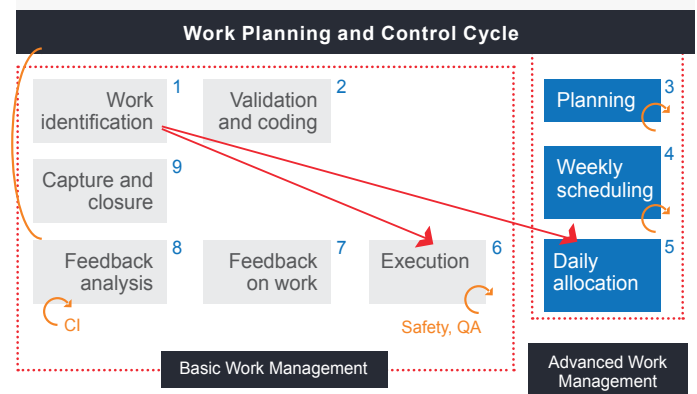 Work Planning and Control Cycle
Work
identification
1
Validation
and coding
2
Planning
3
Capture and
closure
9
Weekly
scheduling
4
Feedback
analysis
8
Feedback
on work
7
Execution
6
Daily
allocation
5
CI
Safety, QA
Basic Work Management
Advanced Work
Management